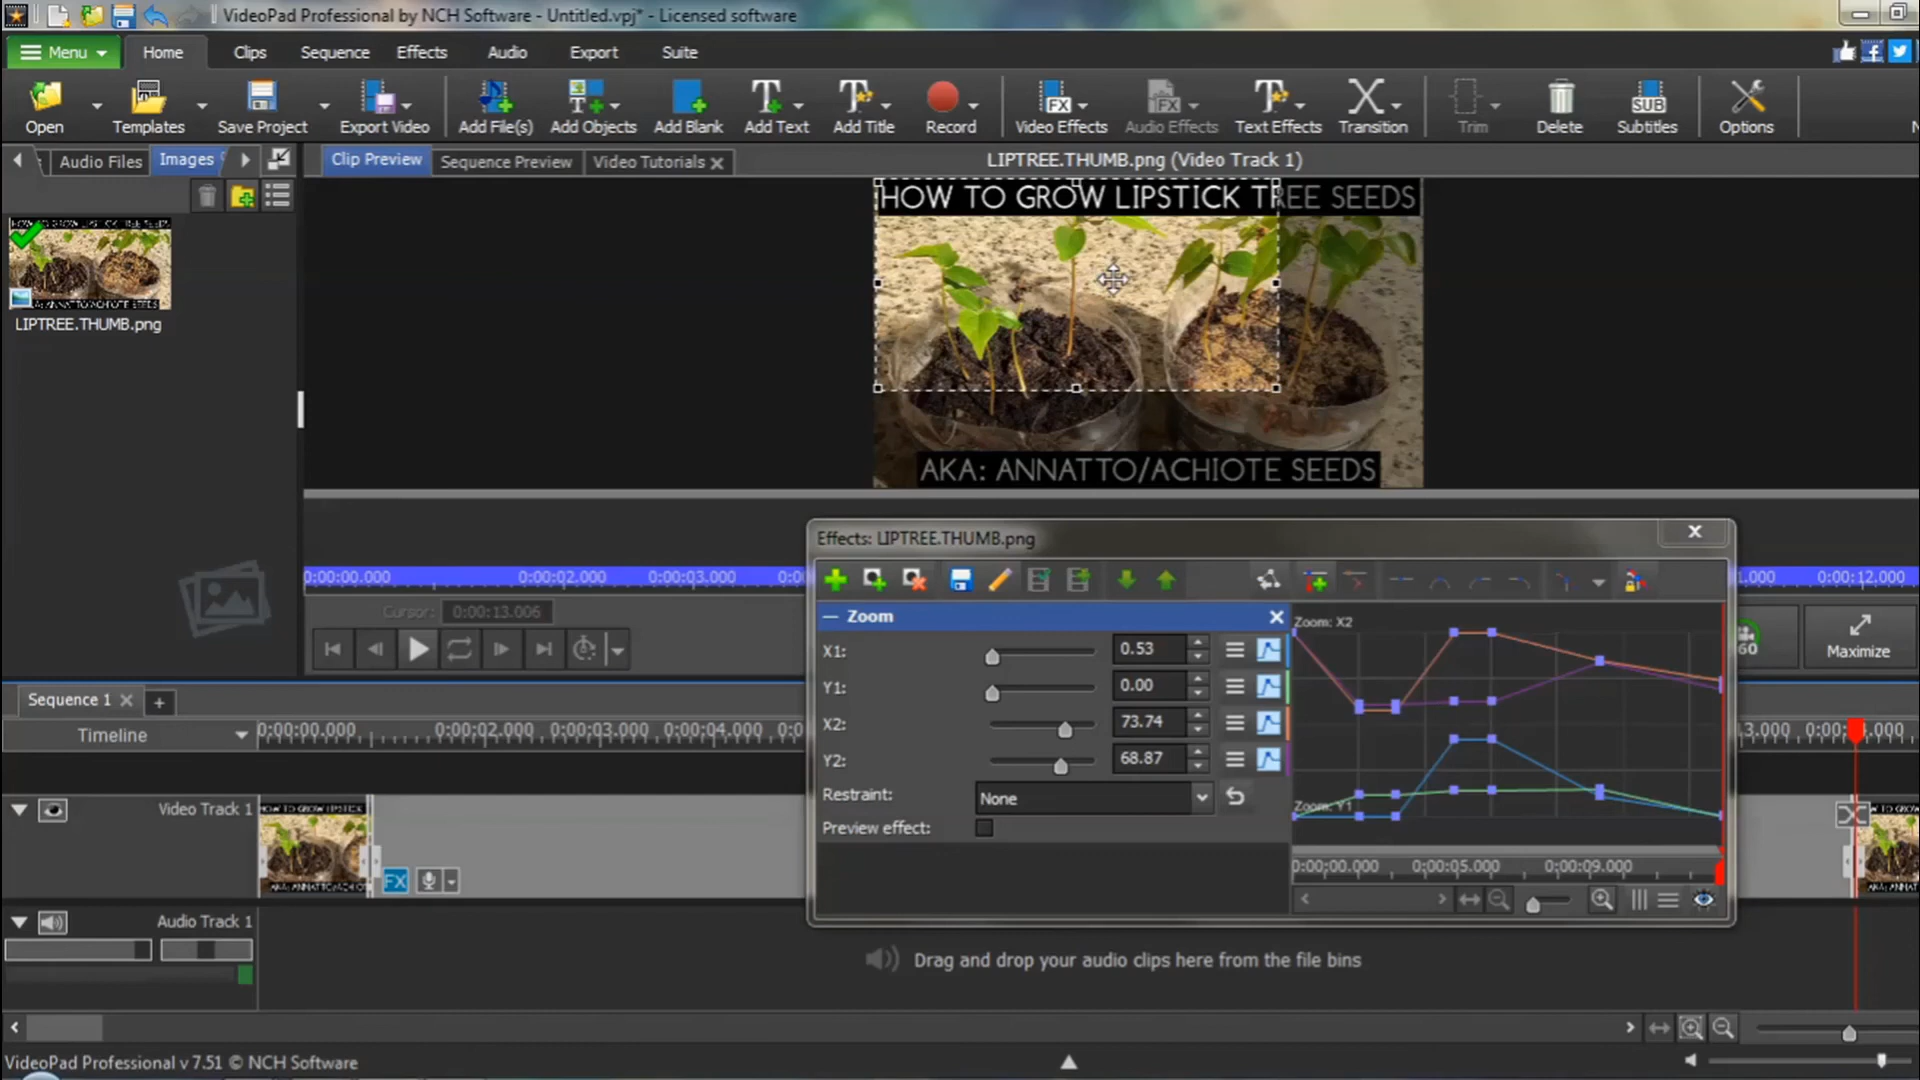 VideoPad Professional by NCH Software - Untitled.vpj* - Licensed software
Menu Home Clips Sequence Effects Audio Export Suite
Open Templates Save Project Export Video Add File(s) Add Objects Add Blank Add Text Add Title Record Video Effects Audio Effects Text Effects Transition Trim Delete Subtitles Options
FX FX SUB
Audio Files Images Clip Preview Sequence Preview Video Tutorials LIPTREE.THUMB.png (Video Track 1)
HOW TO GROW LIPSTICK TREE SEEDS
LIPTREE.THUMB.png
AKA: ANNATTO/ACHIOTE SEEDS
Effects: LIPTREE.THUMB.png
0:00:00.000 0:00:02.000 0:00:03.000 0:00:12.000
Cursor: 0:00:13.006
Zoom
Zoom: X2
X1: 0.53
Y1: 0.00
X2: 73.74
Y2: 68.87
Restraint: None
Preview effect:
Zoom: Y1
0:00:00.000 0:00:05.000 0:00:09.000
Maximize
Sequence 1
Timeline 0:00:00.000 0:00:02.000 0:00:03.000 0:00:04.000
Video Track 1
HOW TO GROW LIPSTICK
FX
Audio Track 1
Drag and drop your audio clips here from the file bins
VideoPad Professional v 7.51 © NCH Software